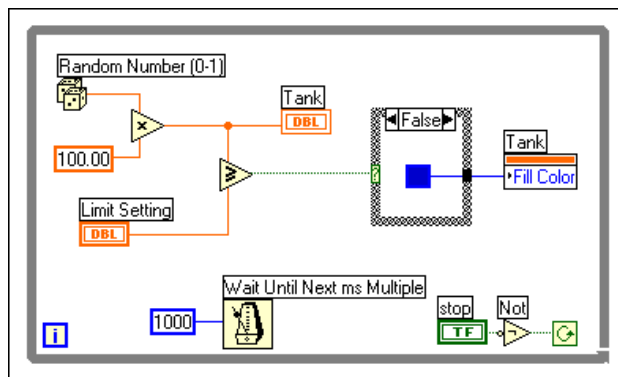 Random Number (0-1)
Tank
DBL
100.00
x
≥
False
?
Tank
Fill Color
Limit Setting
DBL
Wait Until Next ms Multiple
1000
stop
TF
Not
i